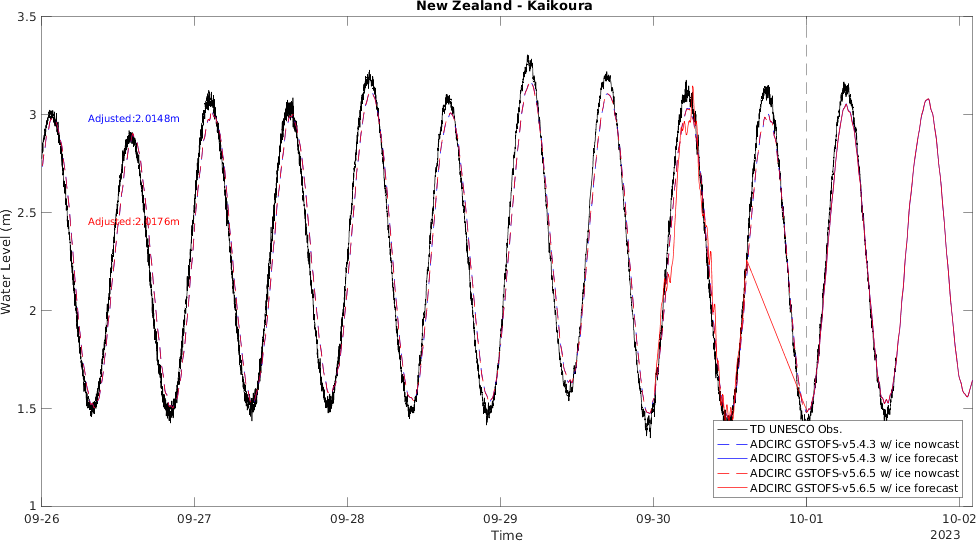 New Zealand - Kaikoura
3.5
3
2.5
2
1.5
1
Water Level (m)
Adjusted:2.0148m
Adjusted:2.0176m
TD UNESCO Obs.
ADCIRC GSTOFS-v5.4.3 w/ ice nowcast
ADCIRC GSTOFS-v5.4.3 w/ ice forecast
ADCIRC GSTOFS-v5.6.5 w/ ice nowcast
ADCIRC GSTOFS-v5.6.5 w/ ice forecast
09-26 09-27 09-28 09-29 09-30 10-01 10-02
Time
2023